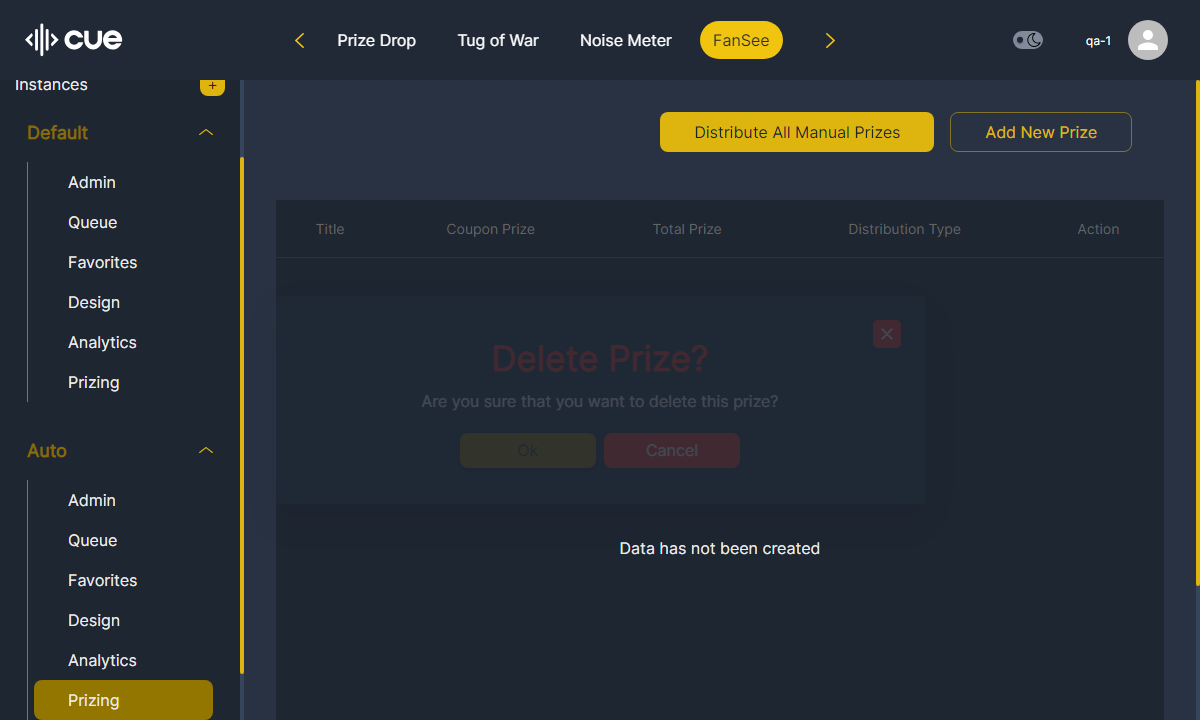 cue
Prize Drop
Tug of War
Noise Meter
FanSee
qa-1
Instances
+
Default
Admin
Queue
Favorites
Design
Analytics
Prizing
Auto
Admin
Queue
Favorites
Design
Analytics
Prizing
Distribute All Manual Prizes
Add New Prize
Title
Coupon Prize
Total Prize
Distribution Type
Action
Delete Prize?
Are you sure that you want to delete this prize?
Ok
Cancel
Data has not been created